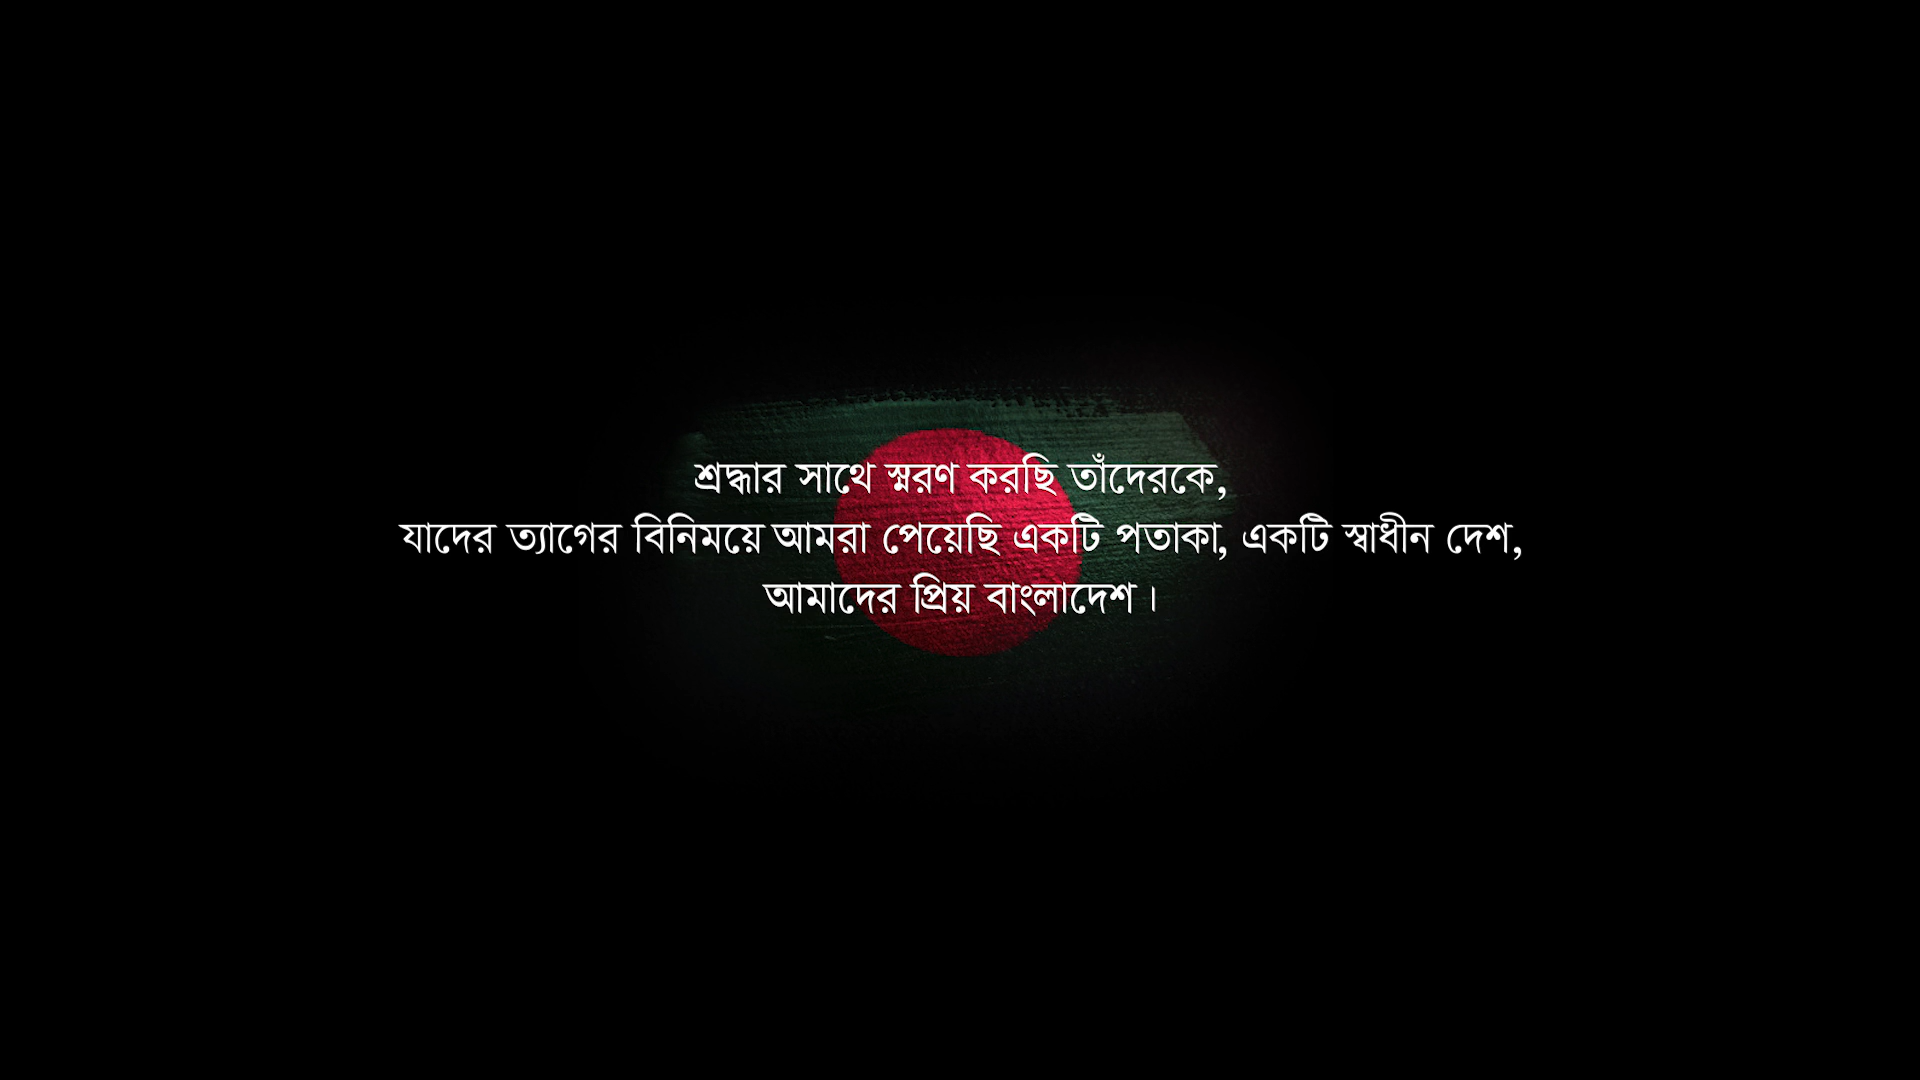 শ্রদ্ধার সাথে স্মরণ করছি তাঁদেরকে,
যাদের ত্যাগের বিনিময়ে আমরা পেয়েছি একটি পতাকা, একটি স্বাধীন দেশ,
আমাদের প্রিয় বাংলাদেশ।